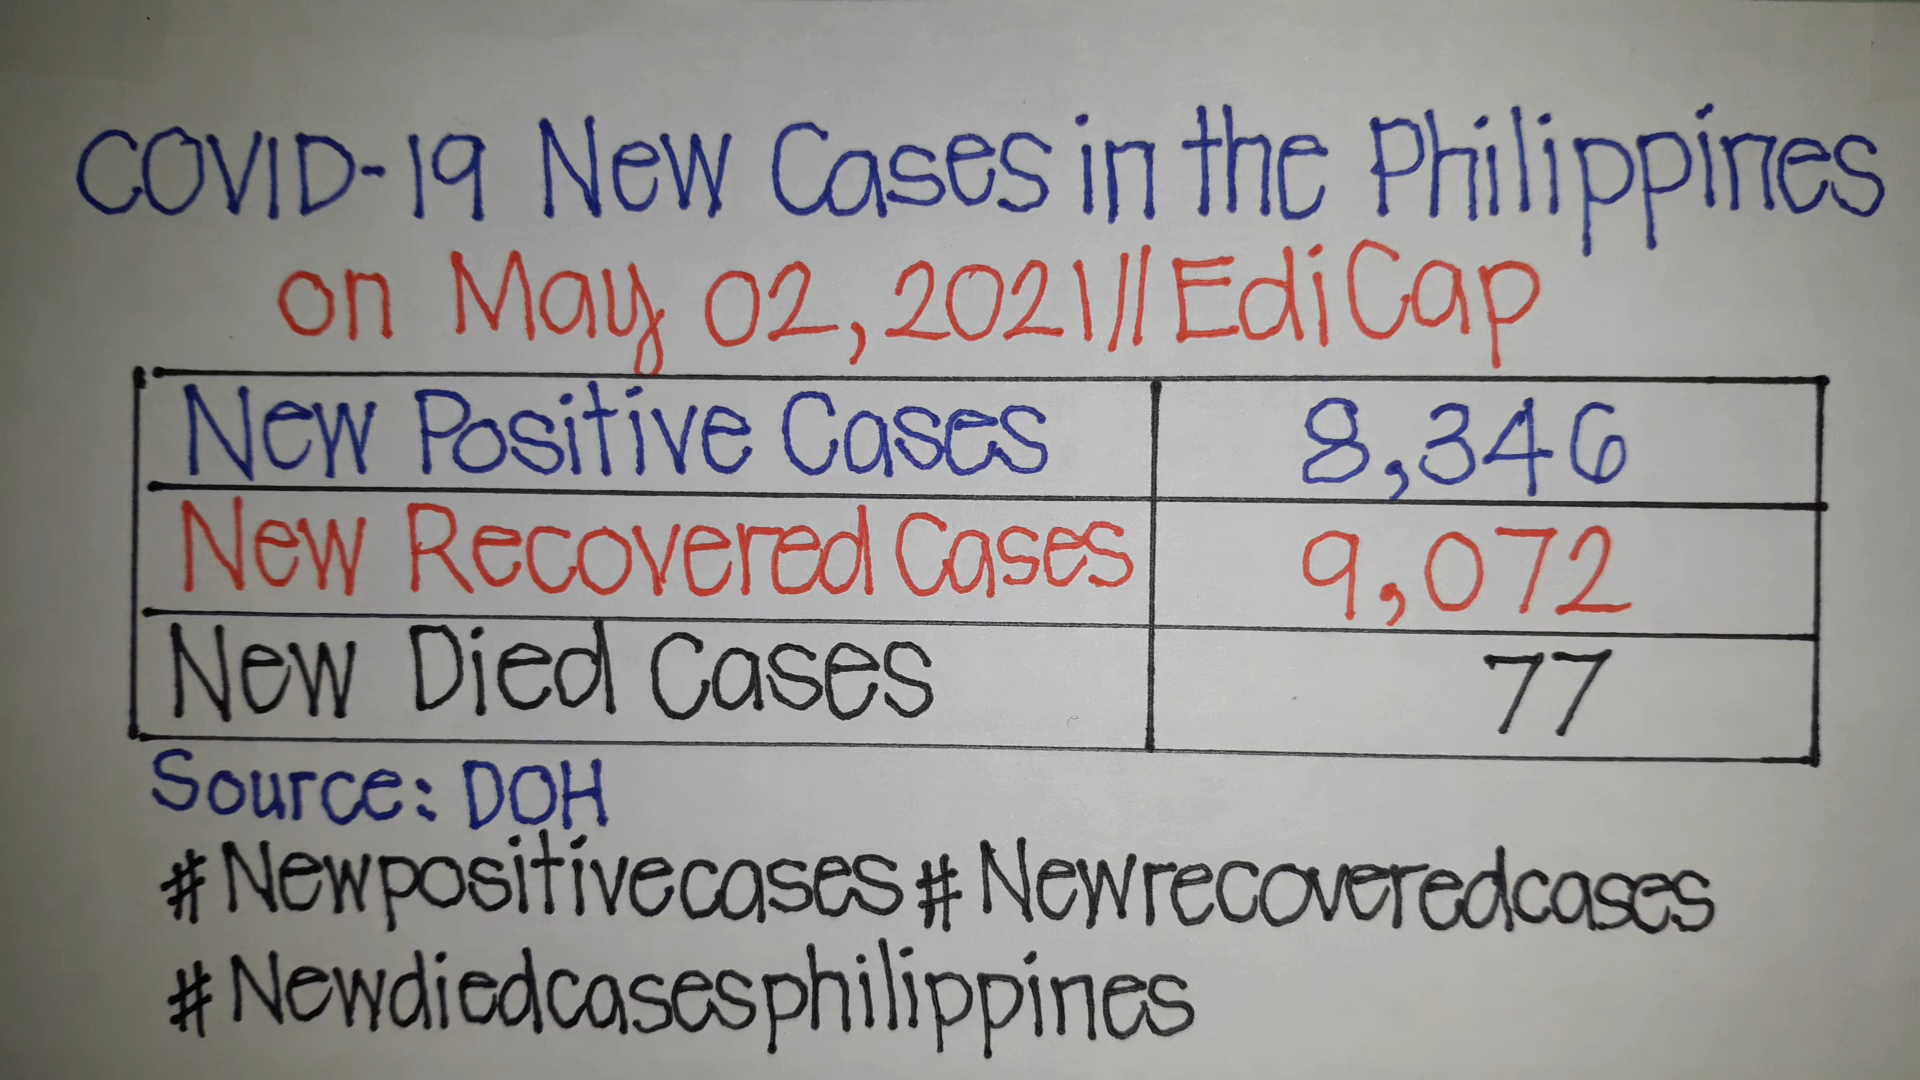 COVID-19 New Cases in the Philippines
on May 02, 2021//EdiCap
New Positive Cases 8,346
New Recovered Cases 9,072
New Died Cases 77
Source: DOH
#Newpositivecases #Newrecoveredcases
#Newdiedcasesphilippines